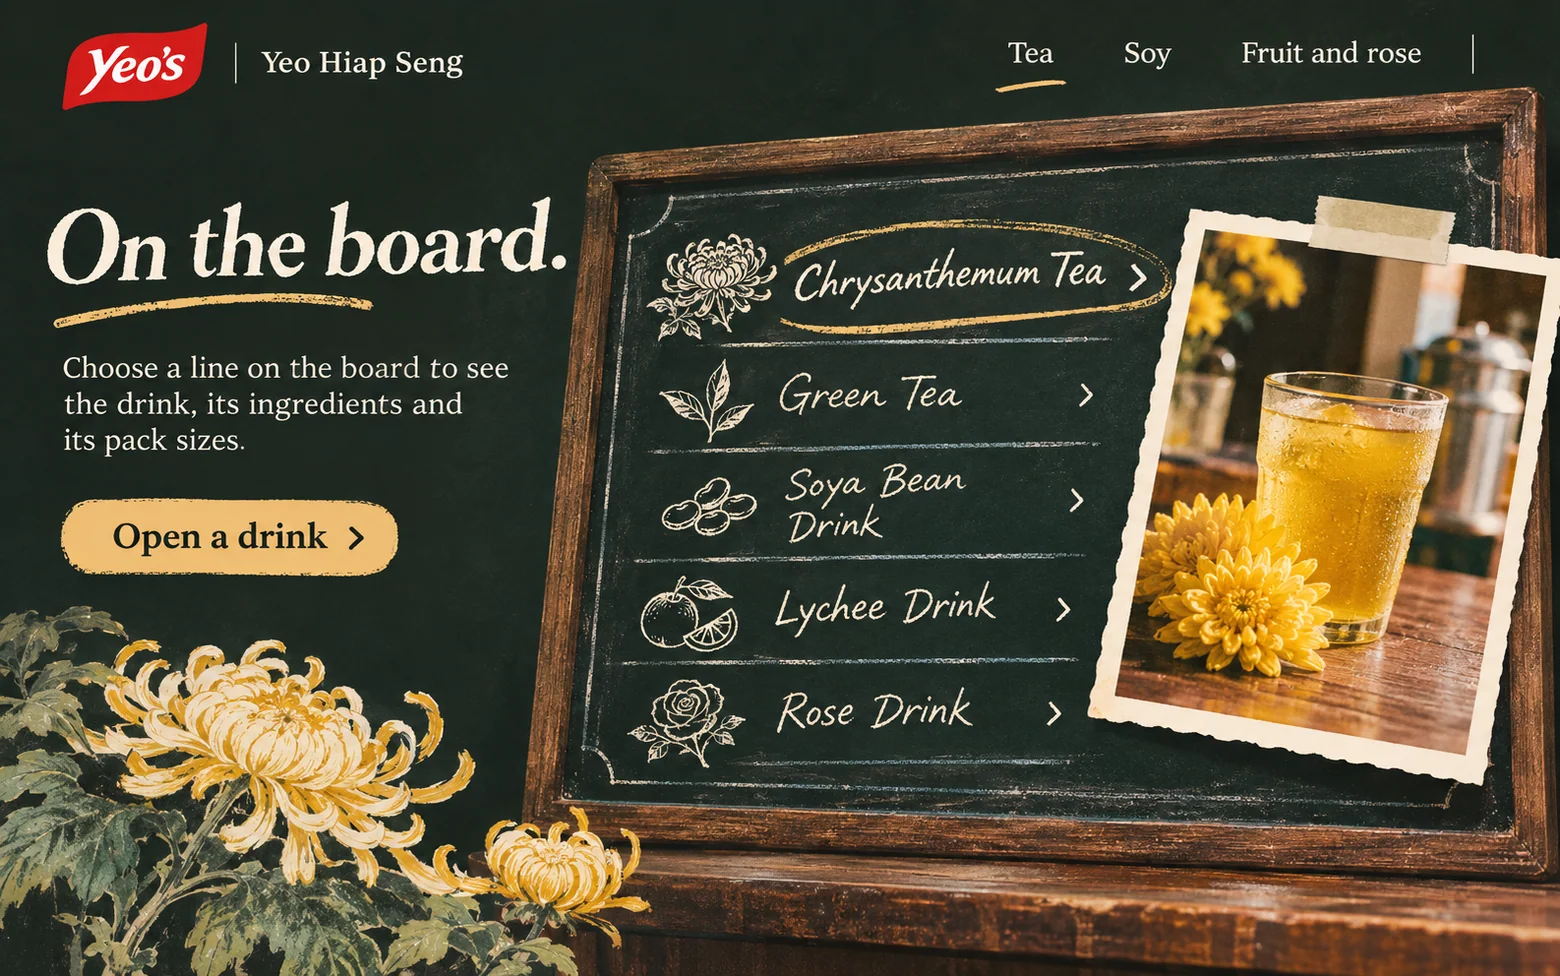 Yeo's
Yeo Hiap Seng
Tea
Soy
Fruit and rose
On the board.
Choose a line on the board to see
the drink, its ingredients and
its pack sizes.
Open a drink
Chrysanthemum Tea
Green Tea
Soya Bean
Drink
Lychee Drink
Rose Drink